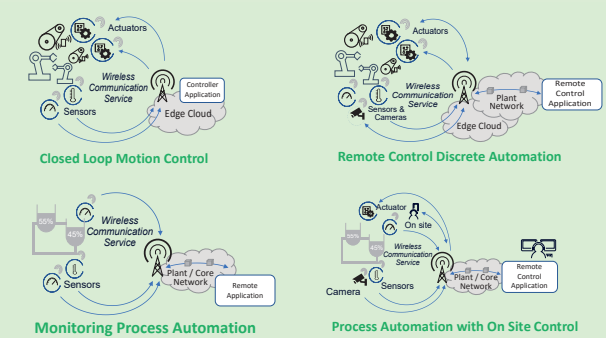 Actuators
Wireless
Communication
Service
Controller
Application
Edge Cloud
Sensors
Closed Loop Motion Control
Actuators
Wireless
Communication
Service
Sensors &
Cameras
Plant
Network
Edge Cloud
Remote
Control
Application
Remote Control Discrete Automation
55%
45%
Wireless
Communication
Service
Sensors
Plant / Core
Network
Remote
Application
Monitoring Process Automation
Actuator
On site
55%
45%
Wireless
Communication
Service
Camera
Sensors
Plant / Core
Network
Remote
Control
Application
Process Automation with On Site Control